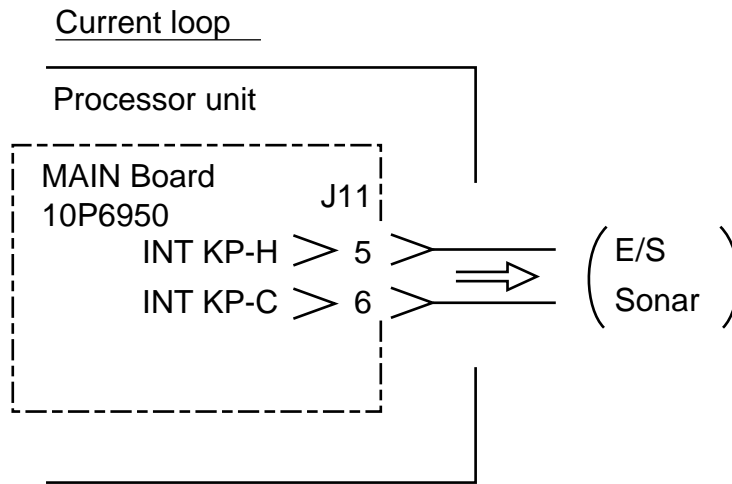 Current loop
Processor unit
MAIN Board
10P6950
J11
INT KP-H 5
INT KP-C 6
E/S
Sonar